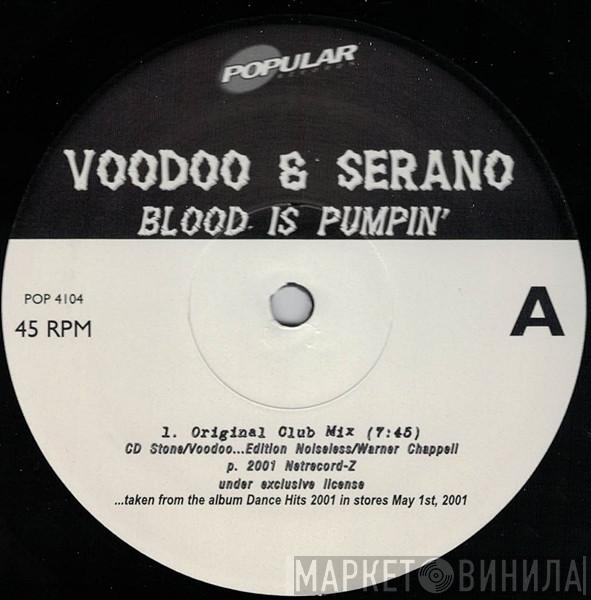 POPULAR
RECORDS
VOODOO & SERANO
BLOOD IS PUMPIN'
POP 4104
45 RPM
A
1. Original Club Mix (7:45)
CD Stone/Voodoo...Edition Noiseless/Warner Chappell
p. 2001 Netrecord-Z
under exclusive license
...taken from the album Dance Hits 2001 in stores May 1st, 2001
МАРКЕТ ВИНИЛА